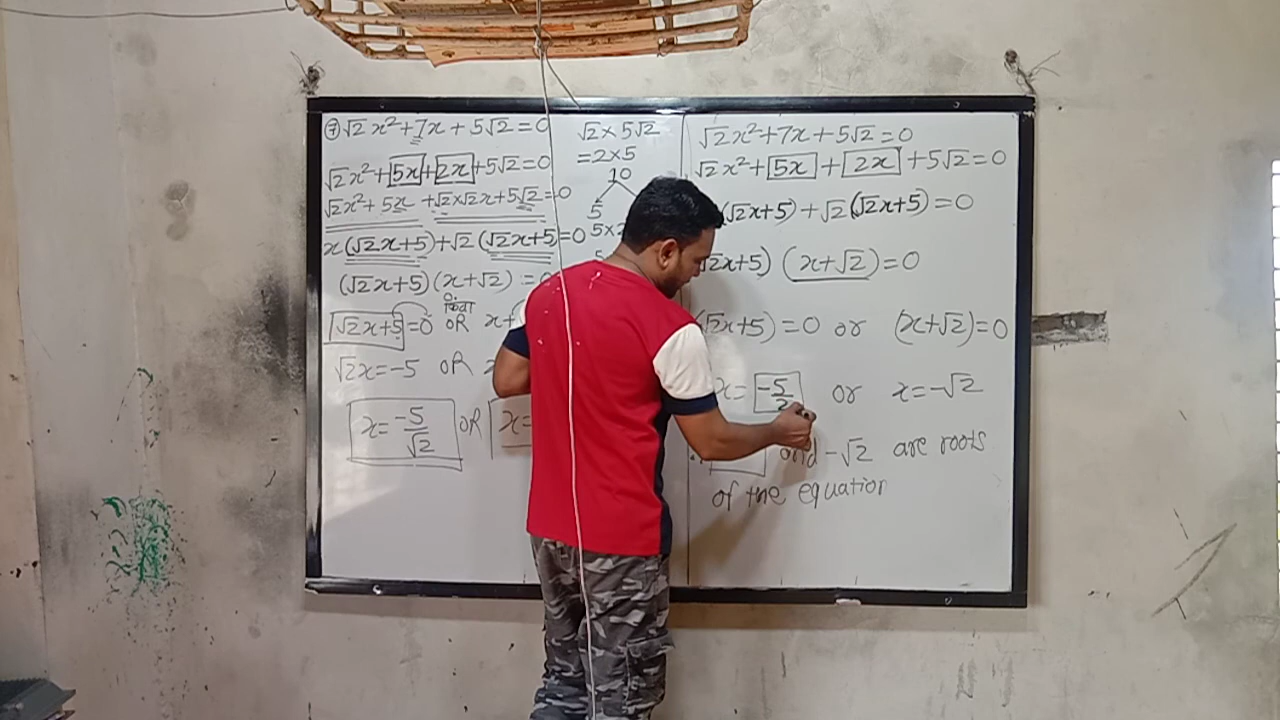 ⑦ √2 x² + 7x + 5√2 = 0
√2x² + 5x + 2x + 5√2 = 0
√2x² + 5x + √2×√2x + 5√2 = 0
x(√2x+5) + √2 (√2x+5) = 0
(√2x+5) (x+√2) = 0
किंवा
√2x+5 = 0 OR x+
√2x = -5 OR
x = -5/√2 OR x =
√2 × 5√2
= 2×5
10
5
5×
√2x² + 7x + 5√2 = 0
√2x² + 5x + 2x + 5√2 = 0
(√2x+5) + √2 (√2x+5) = 0
√2x+5) (x+√2) = 0
(√2x+5) = 0 or (x+√2) = 0
x = -5/2 or x = -√2
and -√2 are roots
of the equation